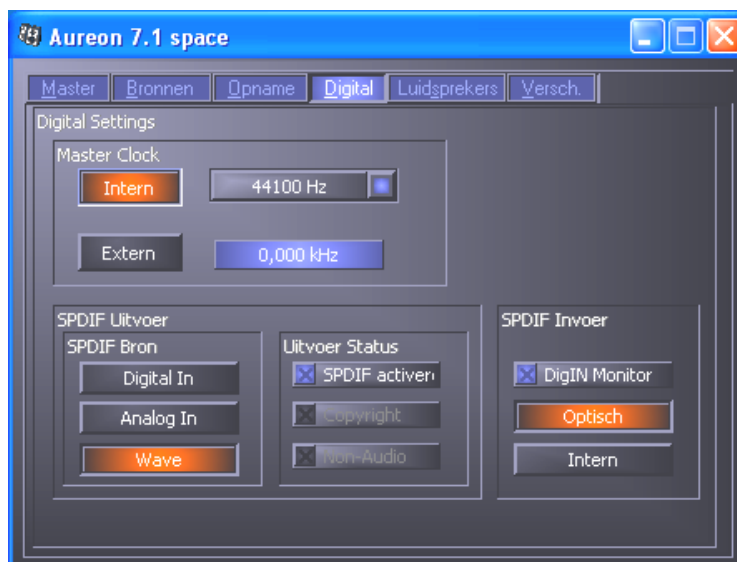 Aureon 7.1 space
Master Bronnen Opname Digital Luidsprekers Versch.
Digital Settings
Master Clock
Intern 44100 Hz
Extern 0,000 kHz
SPDIF Uitvoer
SPDIF Bron
Digital In
Analog In
Wave
Uitvoer Status
SPDIF activer
Copyright
Non-Audio
SPDIF Invoer
DigIN Monitor
Optisch
Intern